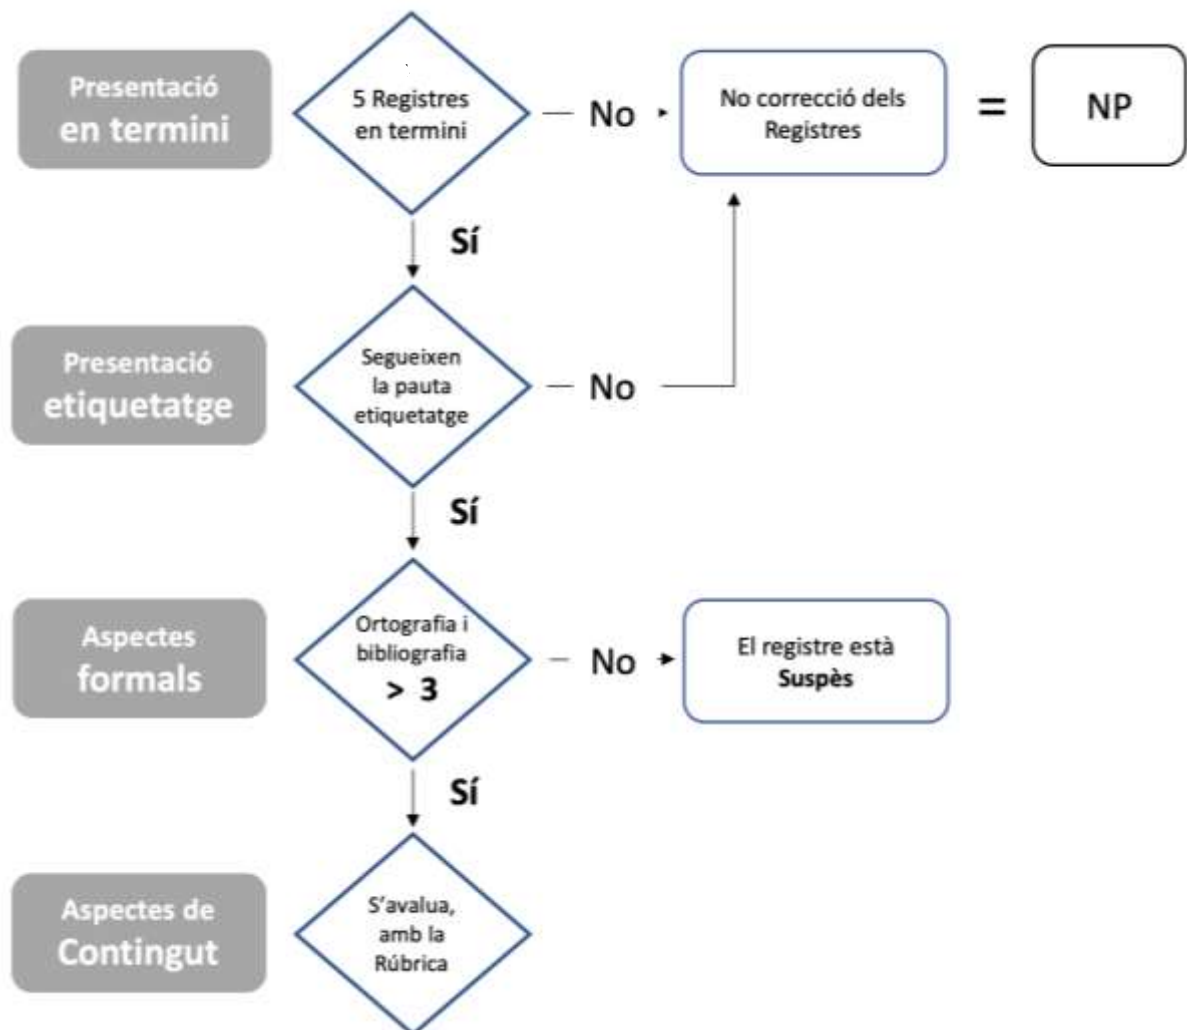 Presentació
en termini
5 Registres
en termini
No
No correcció dels
Registres
=
NP
Sí
Presentació
etiquetatge
Segueixen
la pauta
etiquetatge
No
Sí
Aspectes
formals
Ortografia i
bibliografia
> 3
No
El registre està
Suspès
Sí
Aspectes de
Contingut
S’avalua,
amb la
Rúbrica